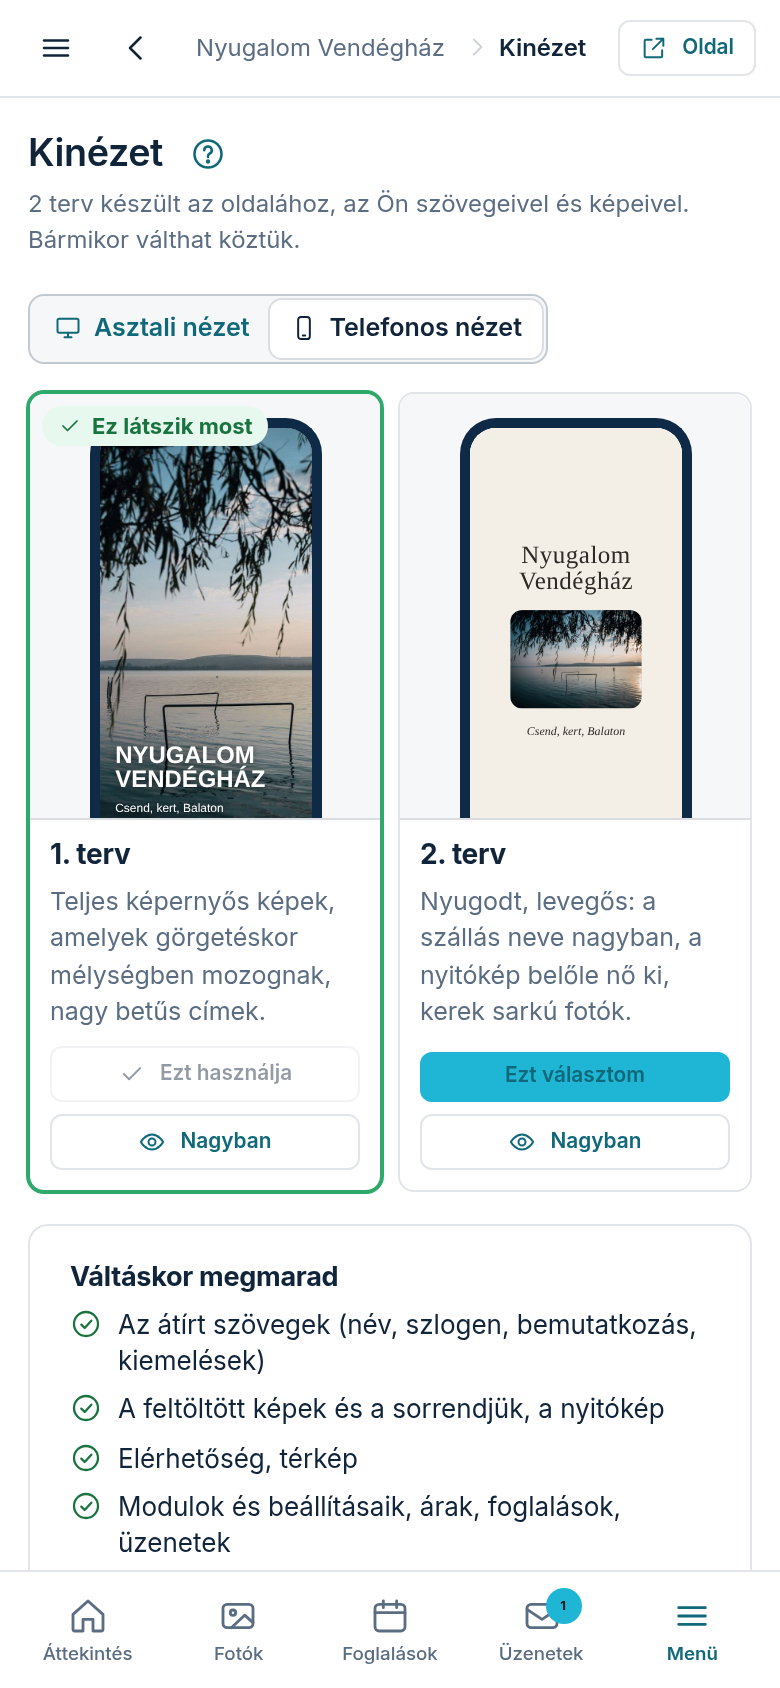 Nyugalom Vendégház > Kinézet
Oldal
Kinézet
2 terv készült az oldalához, az Ön szövegeivel és képeivel.
Bármikor válthat köztük.
Asztali nézet
Telefonos nézet
Ez látszik most
NYUGALOM
VENDÉGHÁZ
Csend, kert, Balaton
1. terv
Teljes képernyős képek,
amelyek görgetéskor
mélységben mozognak,
nagy betűs címek.
Ezt használja
Nagyban
Nyugalom
Vendégház
Csend, kert, Balaton
2. terv
Nyugodt, levegős: a
szállás neve nagyban, a
nyitókép belőle nő ki,
kerek sarkú fotók.
Ezt választom
Nagyban
Váltáskor megmarad
Az átírt szövegek (név, szlogen, bemutatkozás,
kiemelések)
A feltöltött képek és a sorrendjük, a nyitókép
Elérhetőség, térkép
Modulok és beállításaik, árak, foglalások,
üzenetek
Áttekintés
Fotók
Foglalások
1
Üzenetek
Menü